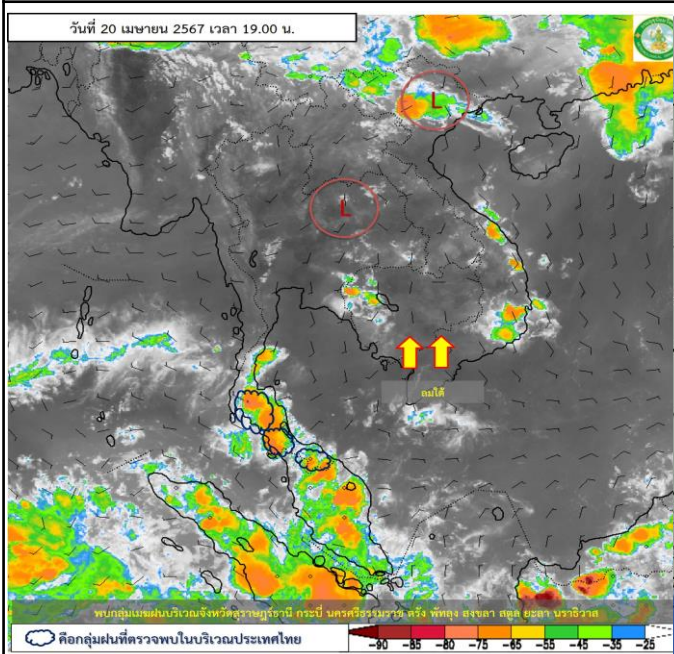 วันที่ 20 เมษายน 2567 เวลา 19.00 น.
L
L
ลมใต้
พบกลุ่มเมฆฝนบริเวณจังหวัดสุราษฎร์ธานี กระบี่ นครศรีธรรมราช ตรัง พัทลุง สงขลา สตูล ยะลา นราธิวาส
คือกลุ่มฝนที่ตรวจพบในบริเวณประเทศไทย
-90 -85 -80 -75 -65 -55 -45 -35 -25